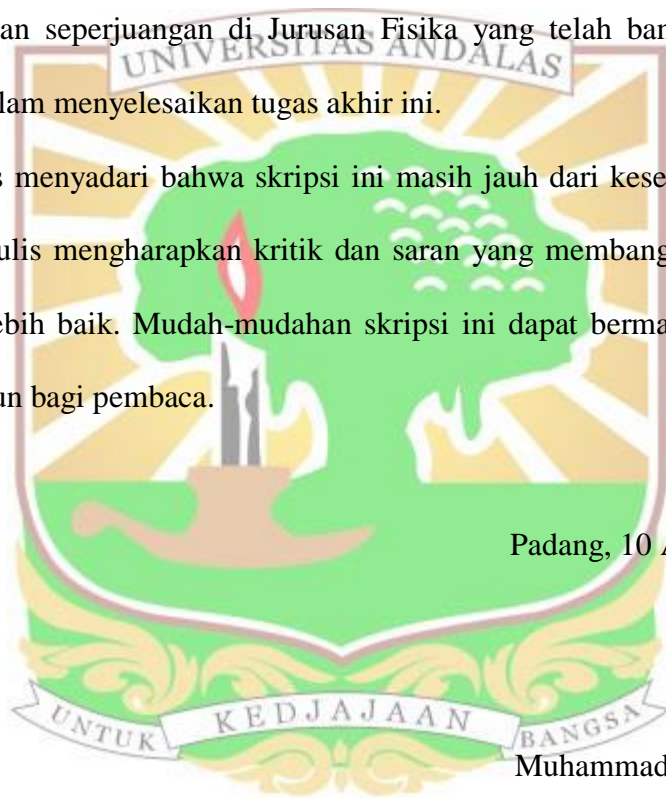 an seperjuangan di Jurusan Fisika yang telah ban
UNIVERSITAS ANDALAS
lam menyelesaikan tugas akhir ini.
s menyadari bahwa skripsi ini masih jauh dari kese
ulis mengharapkan kritik dan saran yang membang
ebih baik. Mudah-mudahan skripsi ini dapat berma
un bagi pembaca.
Padang, 10 A
UNTUK KEDJAJAAN BANGSA
Muhammad